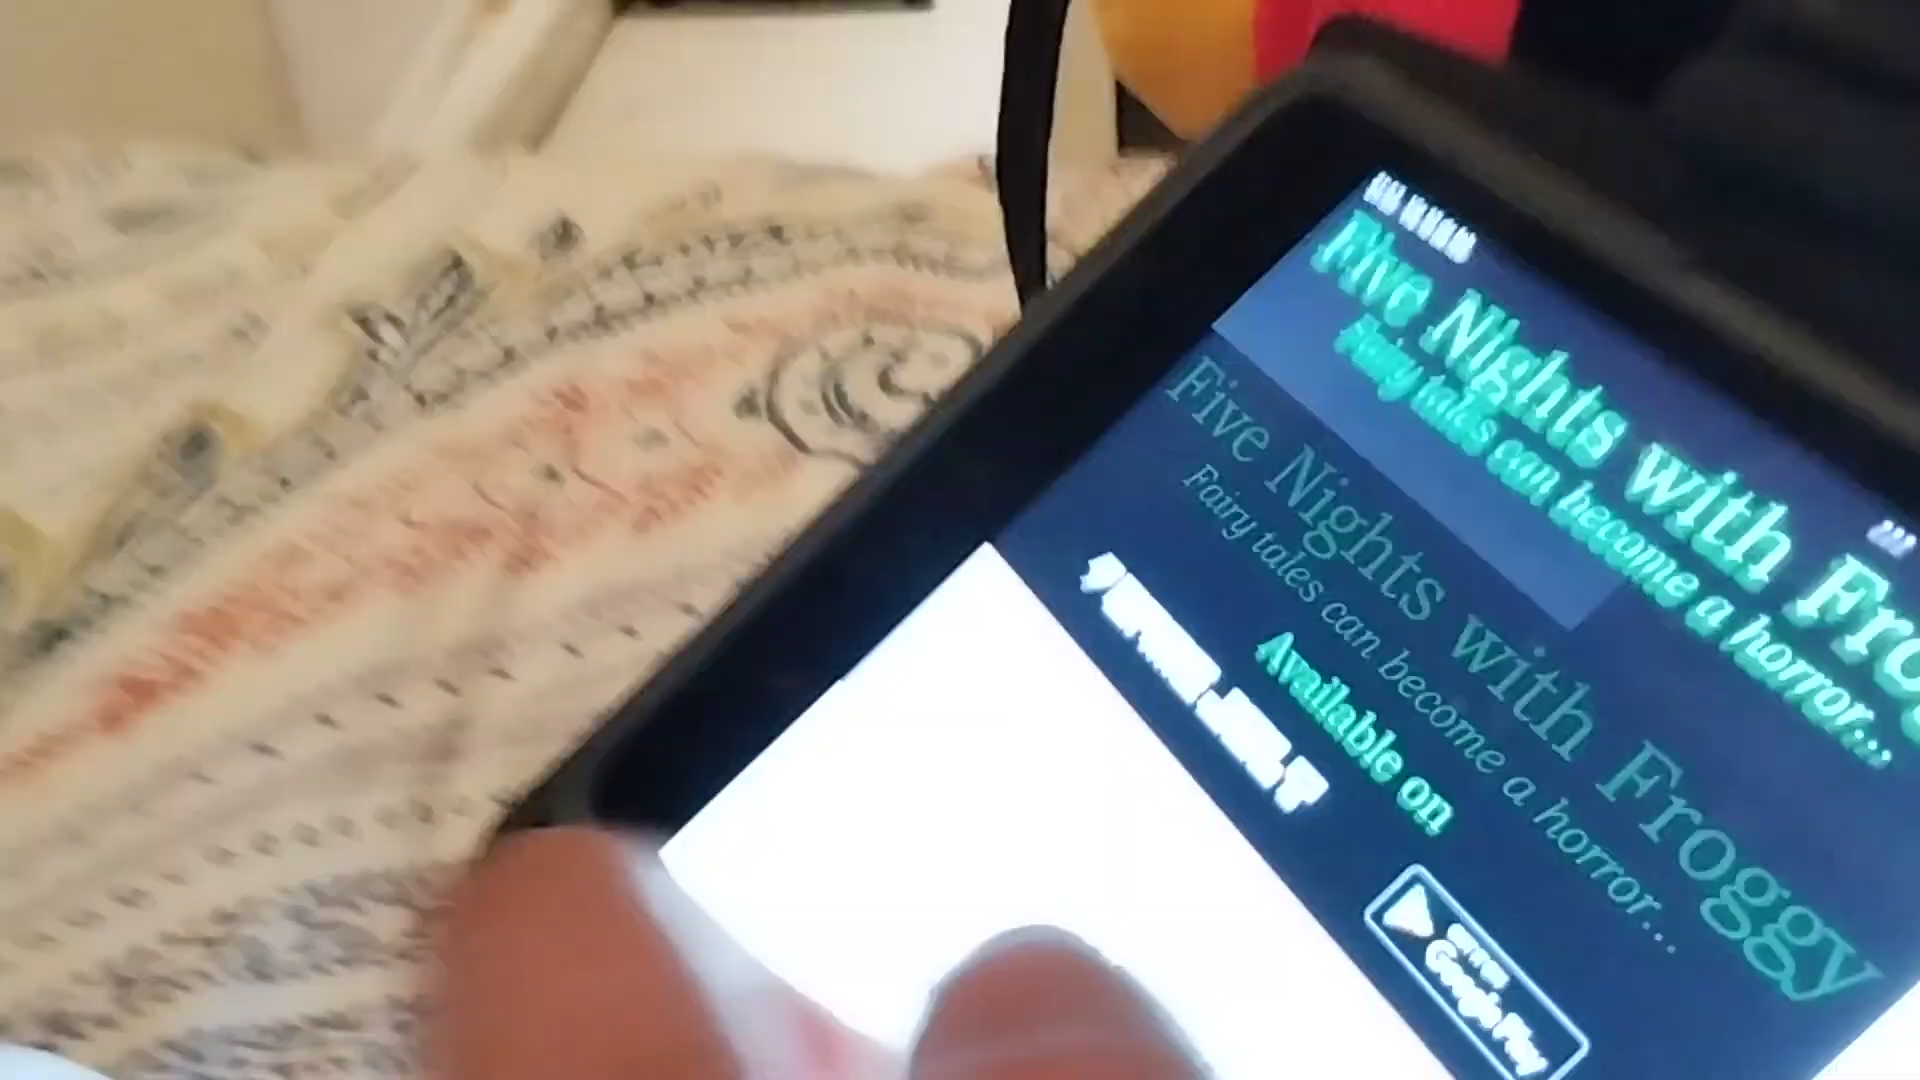 Five Nights with Fro
Fairy tales can become a horror...
Five Nights with Froggy
Fairy tales can become a horror...
Available on
Google Play